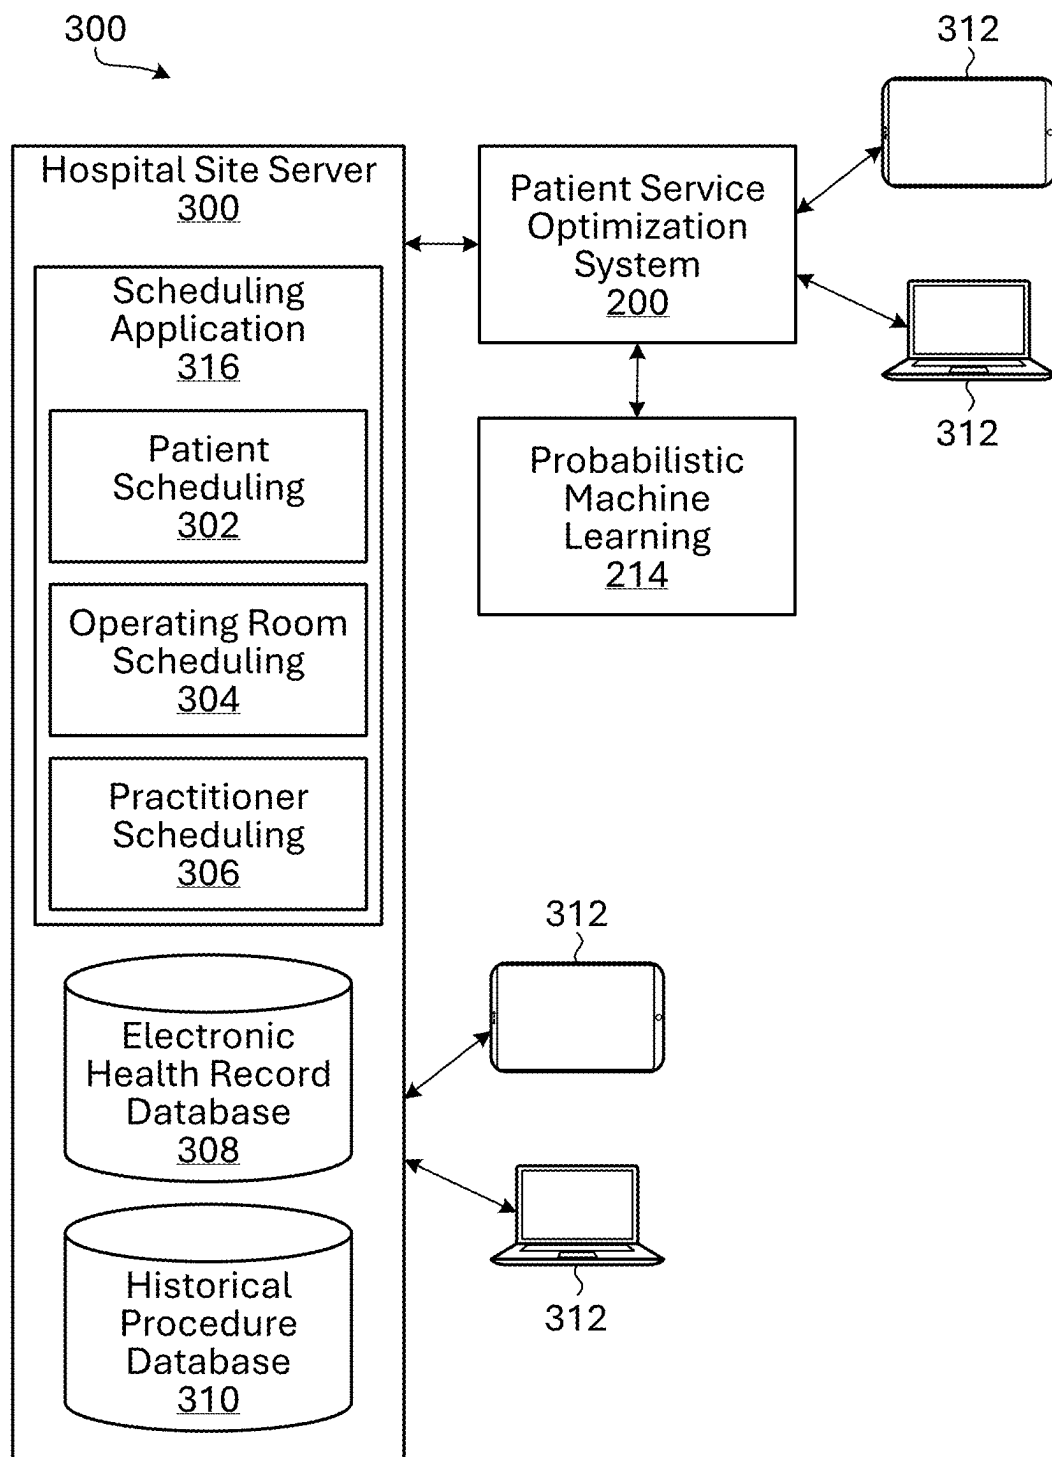 300
312
Hospital Site Server
300
Scheduling
Application
316
Patient
Scheduling
302
Operating Room
Scheduling
304
Practitioner
Scheduling
306
Electronic
Health Record
Database
308
Historical
Procedure
Database
310
Patient Service
Optimization
System
200
Probabilistic
Machine
Learning
214
312
312
312